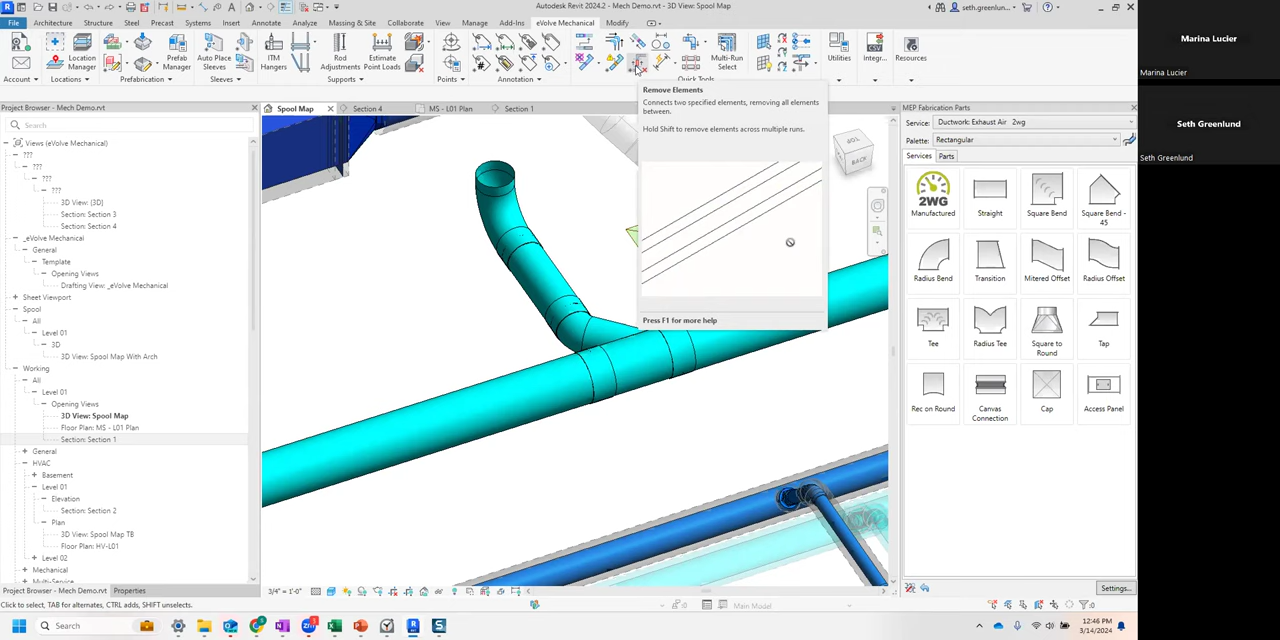 Autodesk Revit 2024.2 - Mech Demo.rvt - 3D View: Spool Map
seth.greenlun...
File Architecture Structure Steel Precast Systems Insert Annotate Analyze Massing & Site Collaborate View Manage Add-Ins eVolve Mechanical Modify
Location
Manager
Prefab
Manager
Auto Place
Sleeves
ITM
Hangers
Rod
Adjustments
Estimate
Point Loads
Multi-Run
Select
Utilities
Integr...
Resources
Account Locations Prefabrication Sleeves Supports Points Annotation Quick Tools
Project Browser - Mech Demo.rvt
Search
Views (eVolve Mechanical)
???
???
???
3D View: {3D}
Section: Section 3
Section: Section 4
_eVolve Mechanical
General
Template
Opening Views
Drafting View: _eVolve Mechanical
Sheet Viewport
Spool
All
Level 01
3D
3D View: Spool Map With Arch
Working
All
Level 01
Opening Views
3D View: Spool Map
Floor Plan: MS - L01 Plan
Section: Section 1
General
HVAC
Basement
Level 01
Elevation
Section: Section 2
Plan
3D View: Spool Map TB
Floor Plan: HV-L01
Level 02
Mechanical
Multi-Service
Project Browser - Mech Demo.rvt Properties
Spool Map Section 4 MS - L01 Plan Section 1
Remove Elements
Connects two specified elements, removing all elements
between.
Hold Shift to remove elements across multiple runs.
Press F1 for more help
TOP
BACK
3/4" = 1'-0"
MEP Fabrication Parts
Service: Ductwork: Exhaust Air 2wg
Palette: Rectangular
Services Parts
2WG
Manufactured Straight Square Bend Square Bend -
45
Radius Bend Transition Mitered Offset Radius Offset
Tee Radius Tee Square to
Round Tap
Rec on Round Canvas
Connection Cap Access Panel
Settings...
Click to select, TAB for alternates, CTRL adds, SHIFT unselects.
:0
Main Model
:0
Search
12:46 PM
3/14/2024
Marina Lucier
Marina Lucier
Seth Greenlund
Seth Greenlund